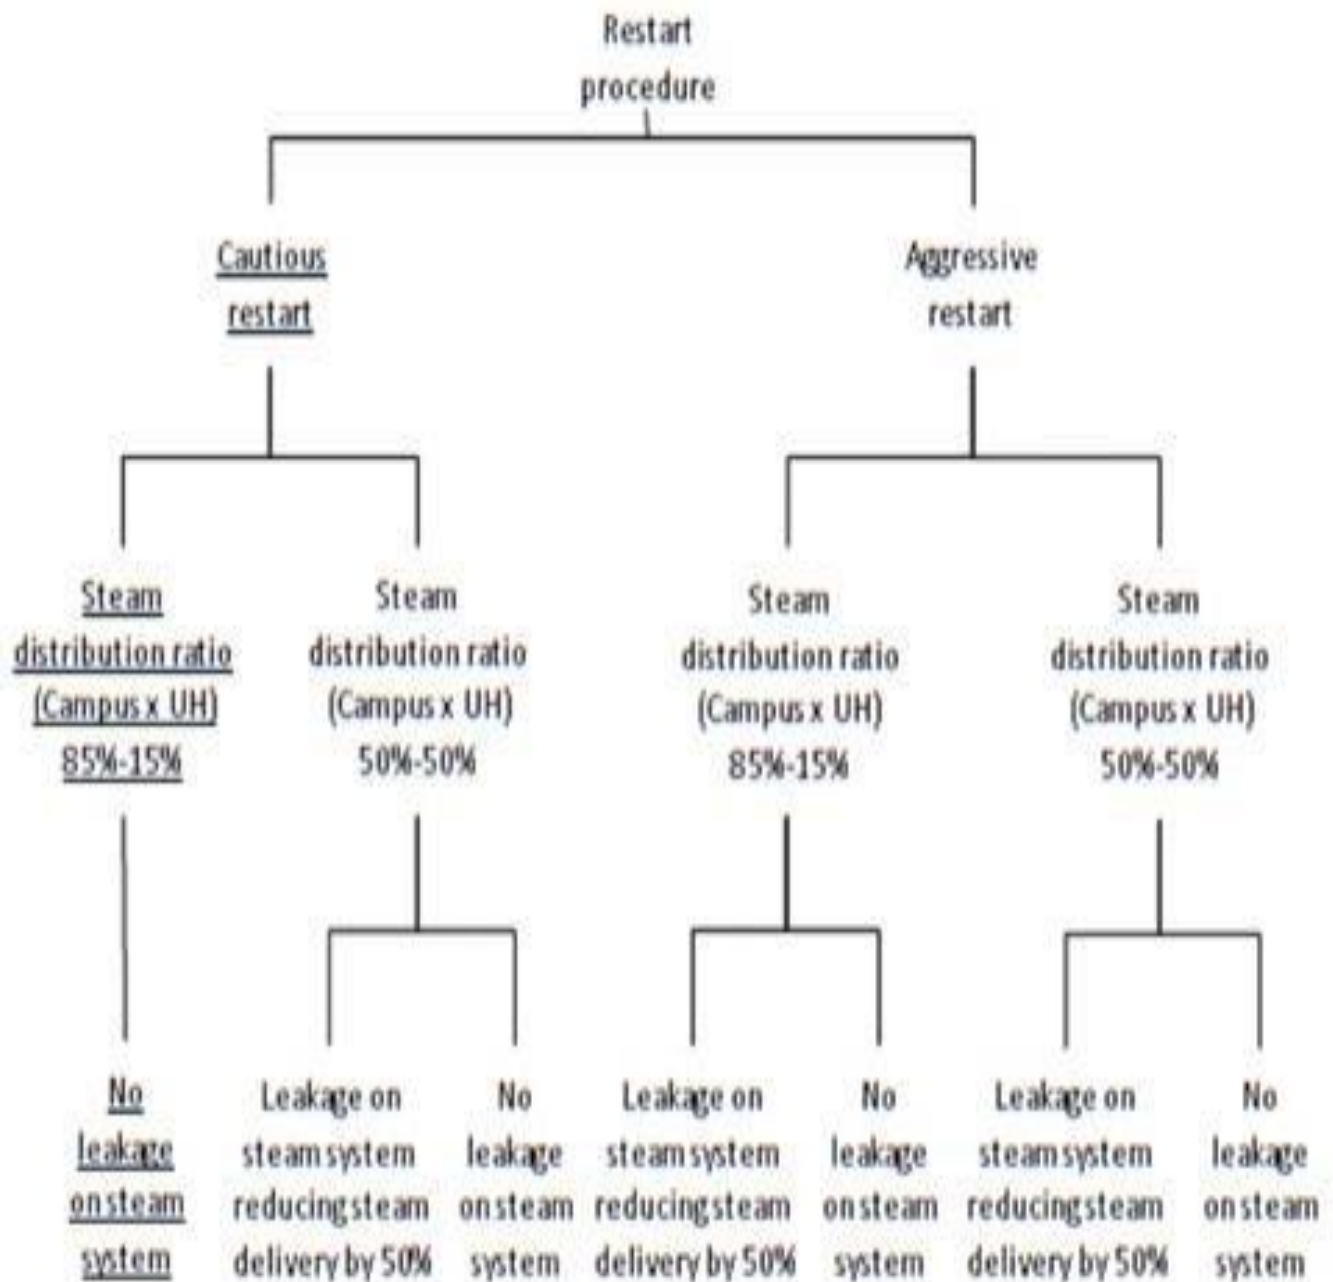 Restart
procedure
Cautious
restart
Aggressive
restart
Steam
distribution ratio
(Campus x UH)
85%-15%
Steam
distribution ratio
(Campus x UH)
50%-50%
Steam
distribution ratio
(Campus x UH)
85%-15%
Steam
distribution ratio
(Campus x UH)
50%-50%
No
leakage
on steam
system
Leakage on
steam system
reducing steam
delivery by 50%
No
leakage
on steam
system
Leakage on
steam system
reducing steam
delivery by 50%
No
leakage
on steam
system
Leakage on
steam system
reducing steam
delivery by 50%
No
leakage
on steam
system